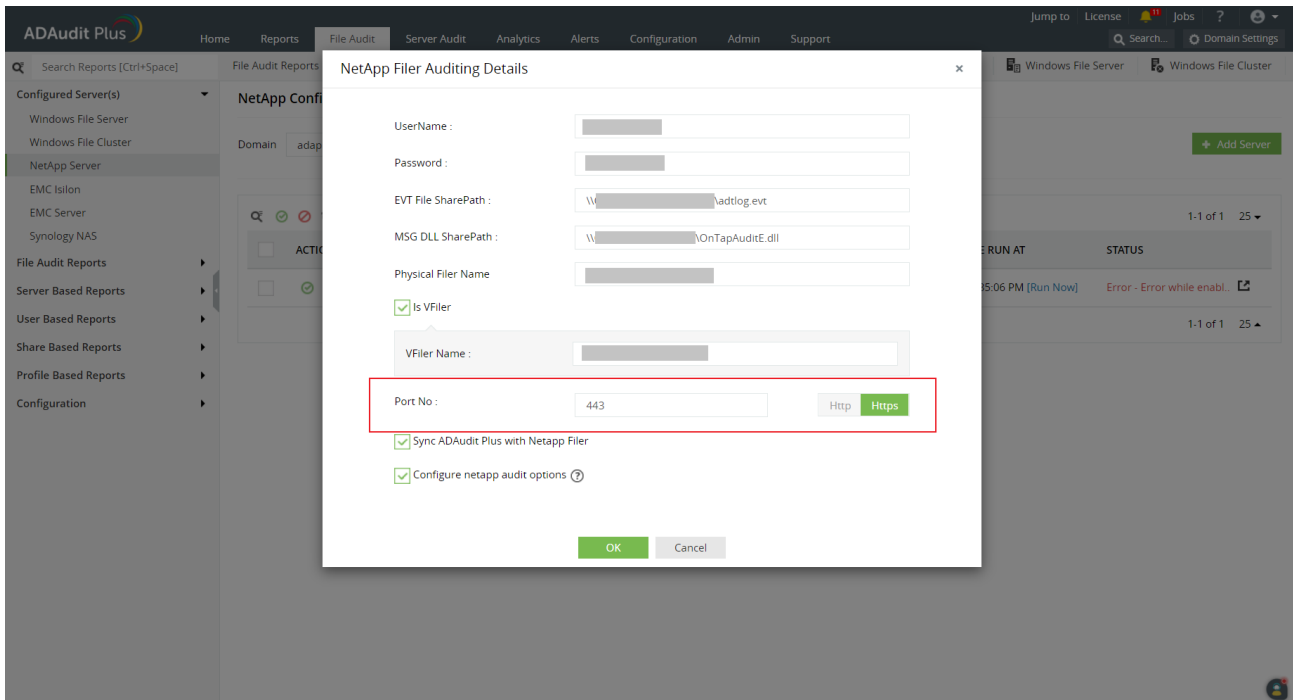 Jump to License 11 Jobs ?
ADAudit Plus
Home Reports File Audit Server Audit Analytics Alerts Configuration Admin Support
Search... Domain Settings
Search Reports [Ctrl+Space]
File Audit Reports
Windows File Server Windows File Cluster
Configured Server(s)
Windows File Server
Windows File Cluster
NetApp Server
EMC Isilon
EMC Server
Synology NAS
File Audit Reports
Server Based Reports
User Based Reports
Share Based Reports
Profile Based Reports
Configuration
NetApp Confi
Domain adap
+ Add Server
1-1 of 1 25
ACTIO
E RUN AT STATUS
35:06 PM [Run Now] Error - Error while enabl..
1-1 of 1 25
NetApp Filer Auditing Details ×
UserName :
Password :
EVT File SharePath : \\ \adtlog.evt
MSG DLL SharePath : \\ \OnTapAuditE.dll
Physical Filer Name
Is VFiler
VFiler Name :
Port No : 443 Http Https
Sync ADAudit Plus with Netapp Filer
Configure netapp audit options ?
OK Cancel